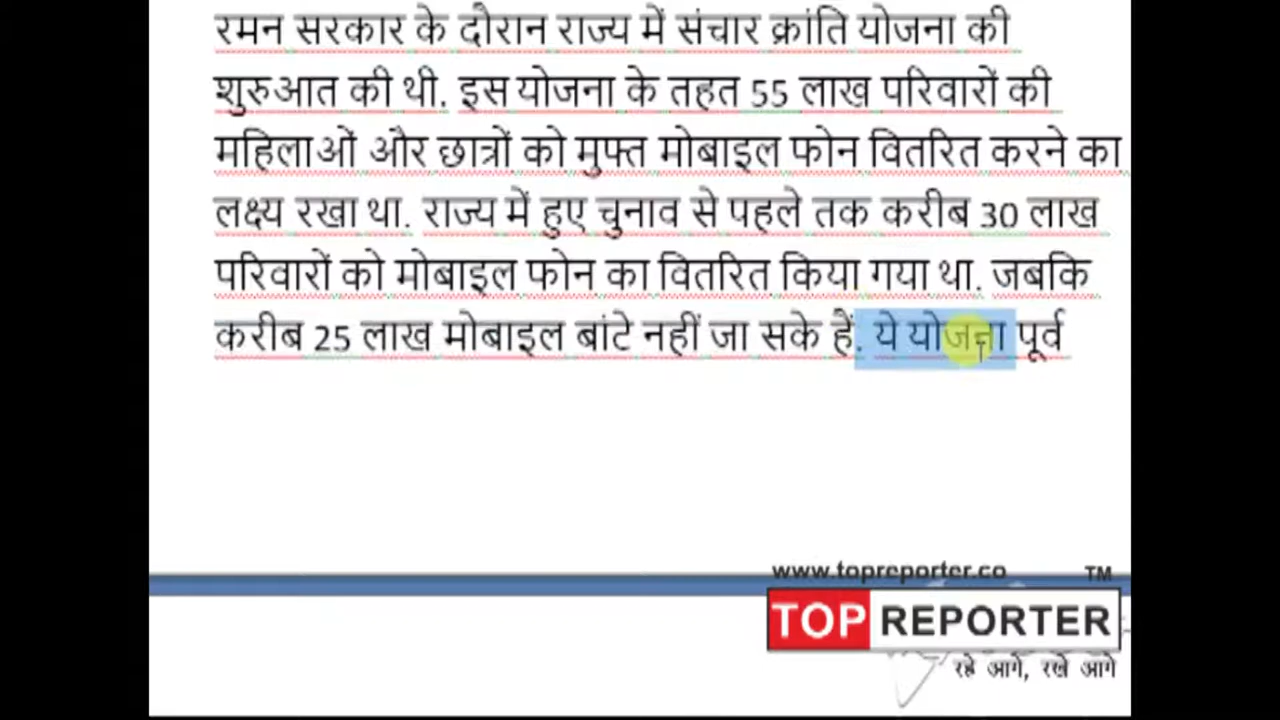 रमन सरकार के दौरान राज्य में संचार क्रांति योजना की
शुरुआत की थी. इस योजना के तहत 55 लाख परिवारों की
महिलाओं और छात्रों को मुफ्त मोबाइल फोन वितरित करने का
लक्ष्य रखा था. राज्य में हुए चुनाव से पहले तक करीब 30 लाख
परिवारों को मोबाइल फोन का वितरित किया गया था. जबकि
करीब 25 लाख मोबाइल बांटे नहीं जा सके हैं. ये योजना पूर्व
www.topreporter.co TM
TOP REPORTER
रहे आगे, रखे आगे